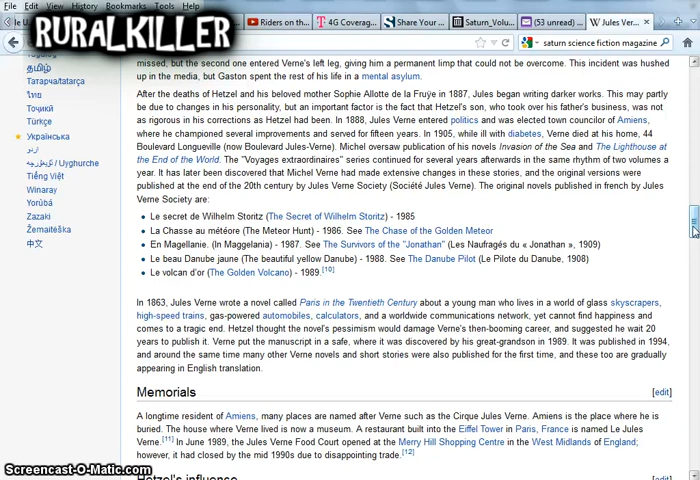 File Edit View History Bookmarks Tools Help
RURALKILLER
Riders on the
4G Coverag...
Share Your ...
Saturn_Volu...
(53 unread) ...
Jules Ver...
saturn science fiction magazine
தமிழ்
Татарча/tatarça
ไทย
Тоҷикӣ
Türkçe
Українська
اردو
ئۇيغۇرچە / Uyghurche
Tiếng Việt
Winaray
Yorùbá
Zazaki
Žemaitėška
中文
missed, but the second one entered Verne's left leg, giving him a permanent limp that could not be overcome. This incident was hushed
up in the media, but Gaston spent the rest of his life in a mental asylum.
After the deaths of Hetzel and his beloved mother Sophie Allotte de la Fruÿe in 1887, Jules began writing darker works. This may partly
be due to changes in his personality, but an important factor is the fact that Hetzel's son, who took over his father's business, was not
as rigorous in his corrections as Hetzel had been. In 1888, Jules Verne entered politics and was elected town councilor of Amiens,
where he championed several improvements and served for fifteen years. In 1905, while ill with diabetes, Verne died at his home, 44
Boulevard Longueville (now Boulevard Jules-Verne). Michel oversaw publication of his novels Invasion of the Sea and The Lighthouse at
the End of the World. The "Voyages extraordinaires" series continued for several years afterwards in the same rhythm of two volumes a
year. It has later been discovered that Michel Verne had made extensive changes in these stories, and the original versions were
published at the end of the 20th century by Jules Verne Society (Société Jules Verne). The original novels published in french by Jules
Verne Society are:
Le secret de Wilhelm Storitz (The Secret of Wilhelm Storitz) - 1985
La Chasse au météore (The Meteor Hunt) - 1986. See The Chase of the Golden Meteor
En Magellanie. (In Maggelania) - 1987. See The Survivors of the "Jonathan" (Les Naufragés du « Jonathan », 1909)
Le beau Danube jaune (The beautiful yellow Danube) - 1988. See The Danube Pilot (Le Pilote du Danube, 1908)
Le volcan d'or (The Golden Volcano) - 1989.[10]
In 1863, Jules Verne wrote a novel called Paris in the Twentieth Century about a young man who lives in a world of glass skyscrapers,
high-speed trains, gas-powered automobiles, calculators, and a worldwide communications network, yet cannot find happiness and
comes to a tragic end. Hetzel thought the novel's pessimism would damage Verne's then-booming career, and suggested he wait 20
years to publish it. Verne put the manuscript in a safe, where it was discovered by his great-grandson in 1989. It was published in 1994,
and around the same time many other Verne novels and short stories were also published for the first time, and these too are gradually
appearing in English translation.
Memorials [edit]
A longtime resident of Amiens, many places are named after Verne such as the Cirque Jules Verne. Amiens is the place where he is
buried. The house where Verne lived is now a museum. A restaurant built into the Eiffel Tower in Paris, France is named Le Jules
Verne.[11] In June 1989, the Jules Verne Food Court opened at the Merry Hill Shopping Centre in the West Midlands of England;
however, it had closed by the mid 1990s due to disappointing trade.[12]
Hetzel's influence
Screencast-O-Matic.com